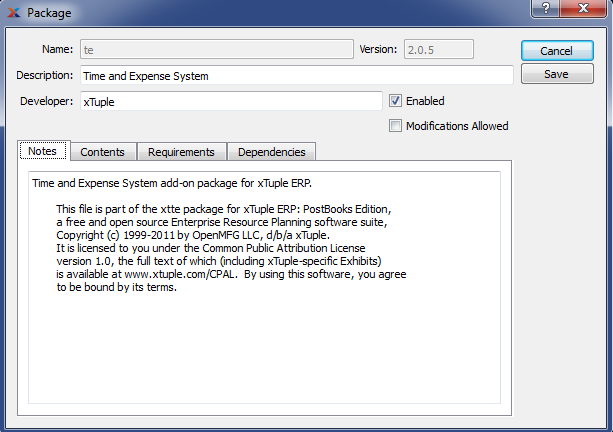 Package
Name: te Version: 2.0.5
Cancel
Description: Time and Expense System
Save
Developer: xTuple
Enabled
Modifications Allowed
Notes Contents Requirements Dependencies
Time and Expense System add-on package for xTuple ERP.
This file is part of the xtte package for xTuple ERP: PostBooks Edition,
a free and open source Enterprise Resource Planning software suite,
Copyright (c) 1999-2011 by OpenMFG LLC, d/b/a xTuple.
It is licensed to you under the Common Public Attribution License
version 1.0, the full text of which (including xTuple-specific Exhibits)
is available at www.xtuple.com/CPAL. By using this software, you agree
to be bound by its terms.